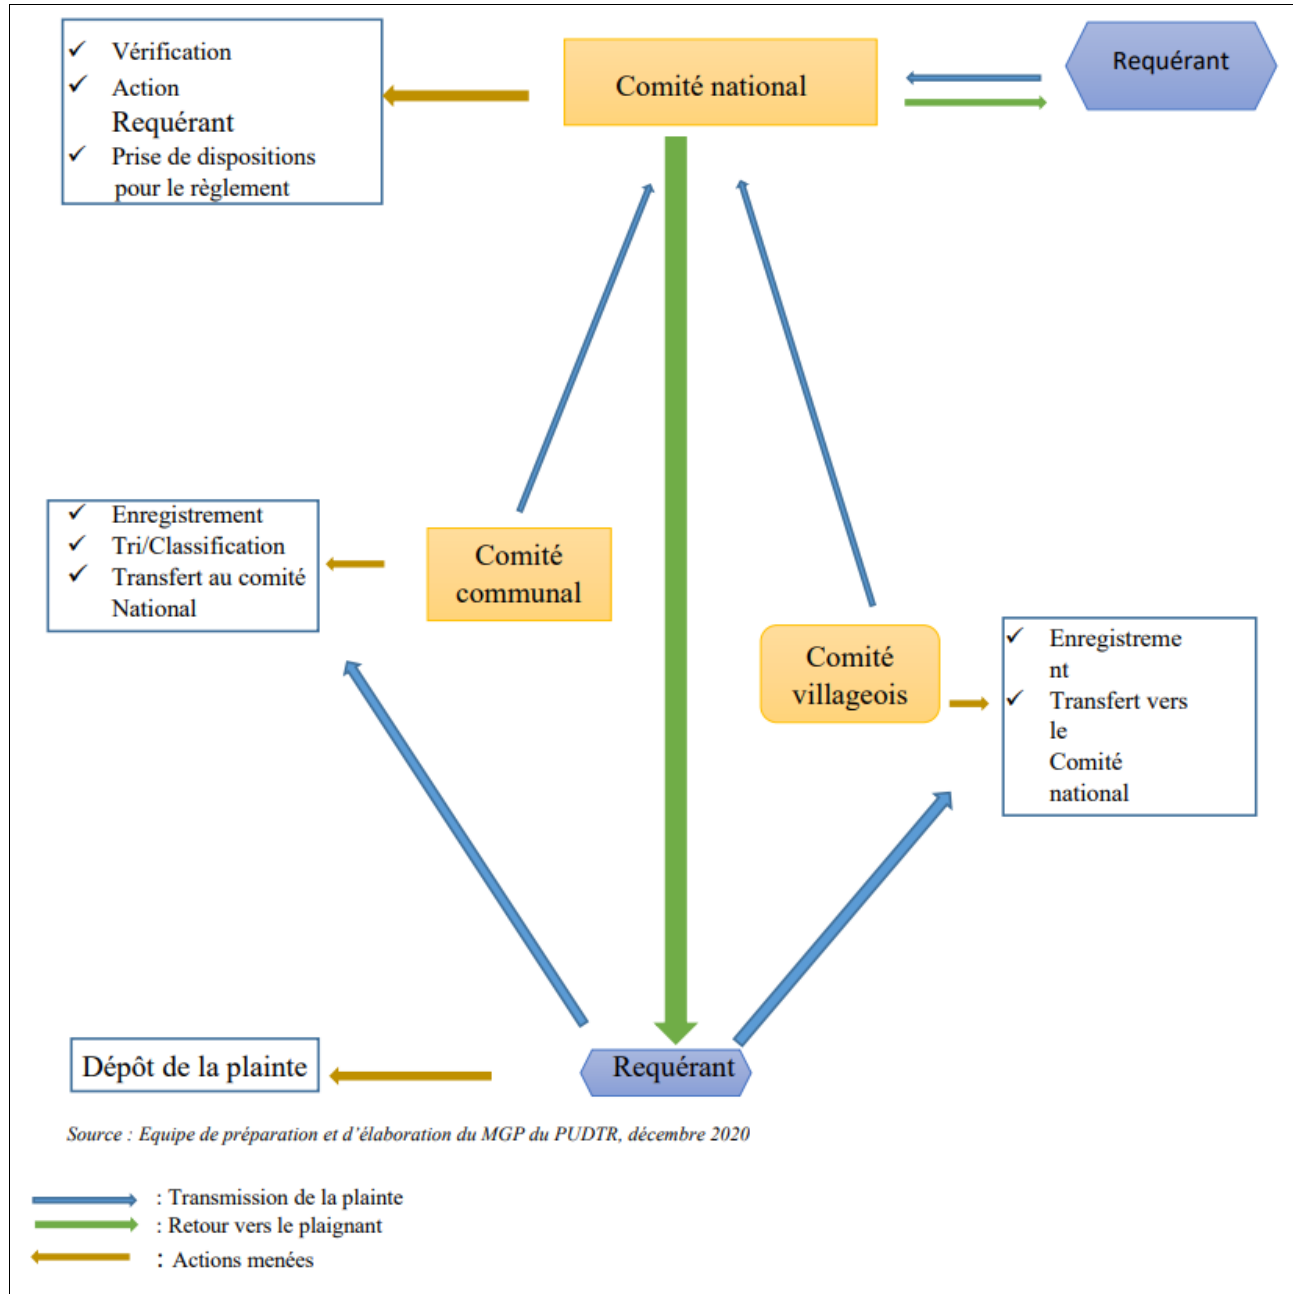 ✓ Vérification
✓ Action
Requérant
✓ Prise de dispositions
pour le règlement
Comité national
Requérant
✓ Enregistrement
✓ Tri/Classification
✓ Transfert au comité
National
Comité
communal
Comité
villageois
✓ Enregistreme
nt
✓ Transfert vers
le
Comité
national
Dépôt de la plainte
Requérant
Source : Equipe de préparation et d'élaboration du MGP du PUDTR, décembre 2020
: Transmission de la plainte
: Retour vers le plaignant
: Actions menées